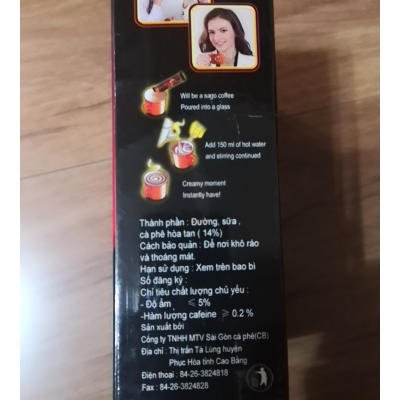 Will be a sago coffee
Poured into a glass
Add 150 ml of hot water
and stirring continued
Creamy moment
Instantly have!
Thành phần : Đường, sữa ,
cà phê hòa tan ( 14%)
Cách bảo quản : Để nơi khô ráo
và thoáng mát.
Hạn sử dụng : Xem trên bao bì
Số đăng ký :
Chỉ tiêu chất lượng chủ yếu :
- Độ ẩm ≤ 5%
-Hàm lượng cafeine ≥ 0.2 %
Sản xuất bởi
Công ty TNHH MTV Sài Gòn cà phê(CB)
Địa chỉ : Thị trấn Tà Lùng huyện
Phục Hòa tỉnh Cao Bằng
Điện thoại : 84-26-3824818
Fax : 84-26-3824828